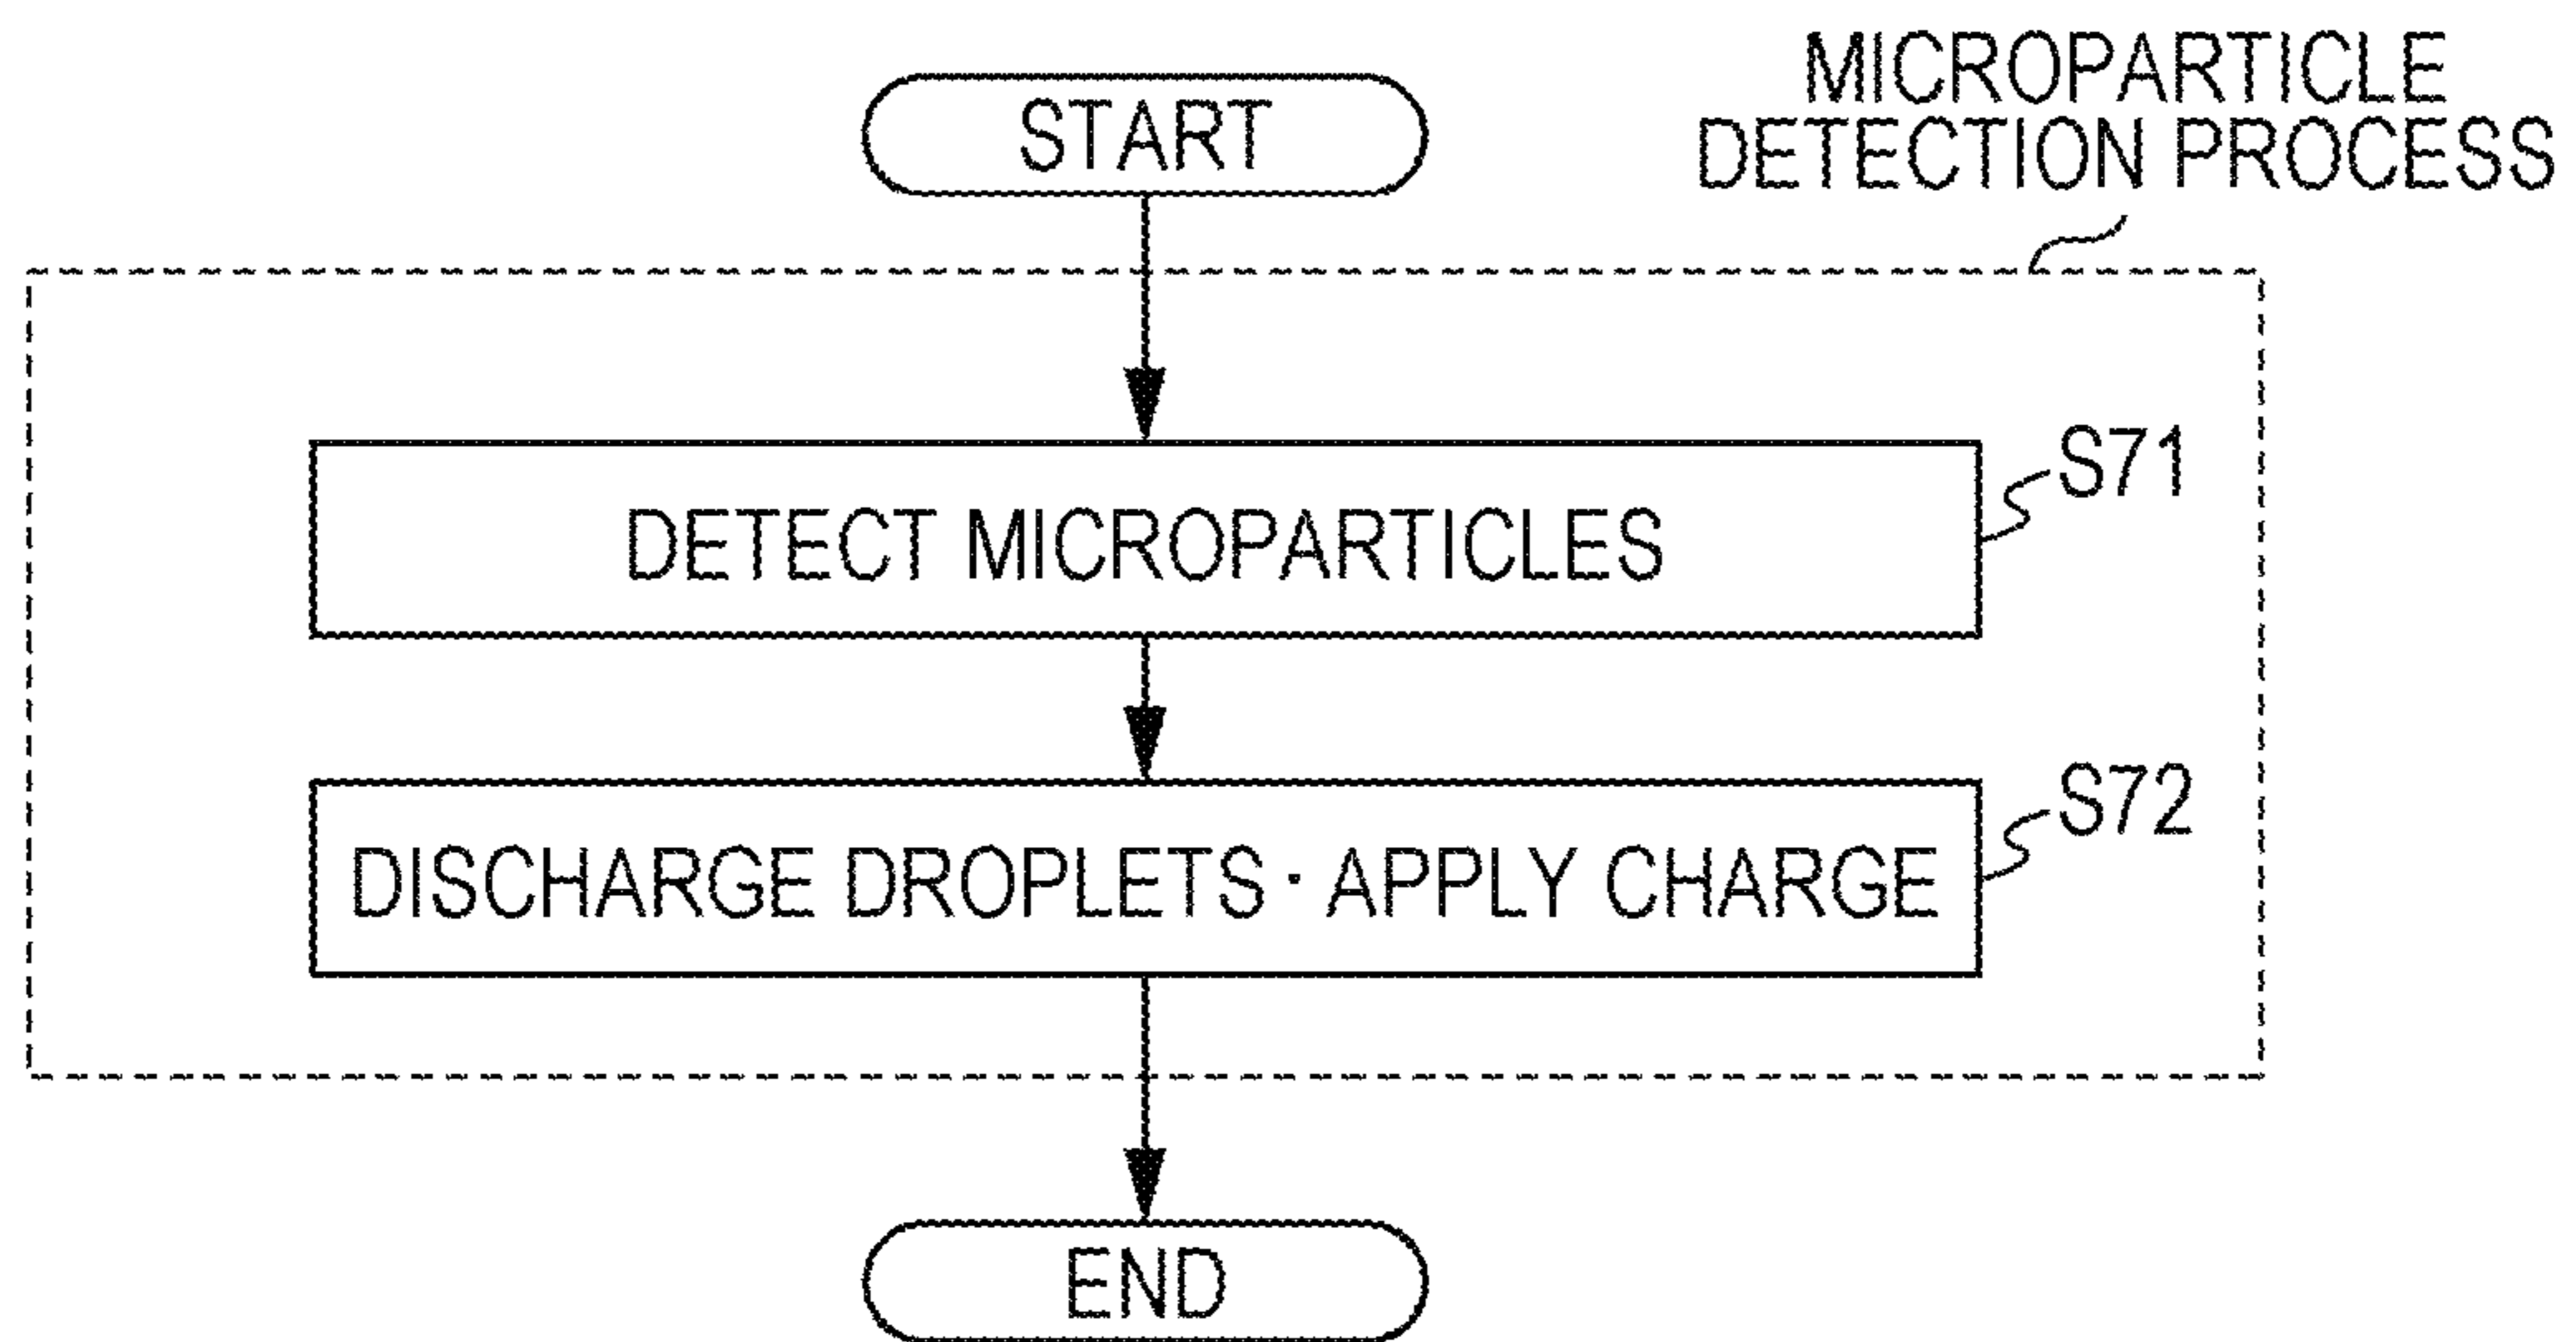 MICROPARTICLE
DETECTION PROCESS
START
S71
DETECT MICROPARTICLES
S72
DISCHARGE DROPLETS · APPLY CHARGE
END